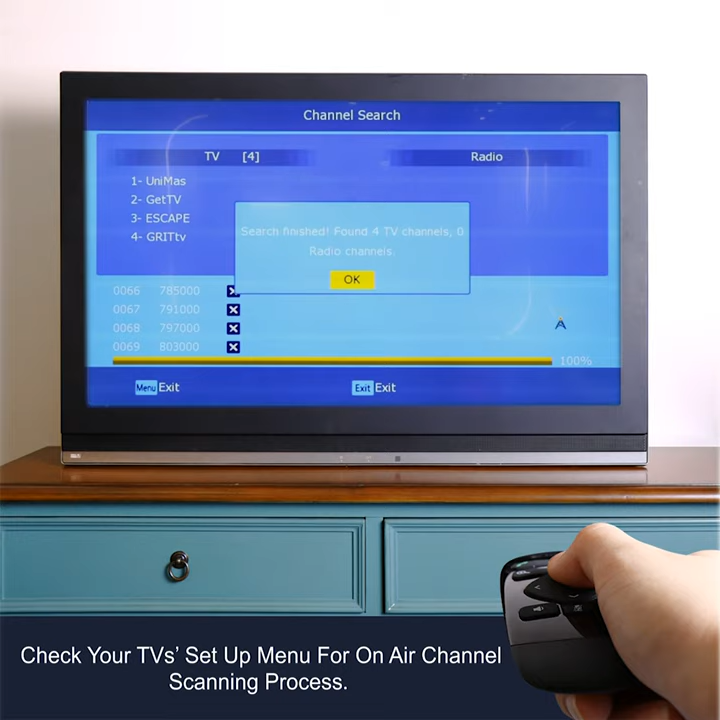 Channel Search
TV [4]
Radio
1- UniMas
2- GetTV
3- ESCAPE
4- GRITtv
Search finished! Found 4 TV channels, 0
Radio channels.
OK
0066 785000
0067 791000
0068 797000
0069 803000
100%
Menu Exit
Exit Exit
Check Your TVs’ Set Up Menu For On Air Channel
Scanning Process.